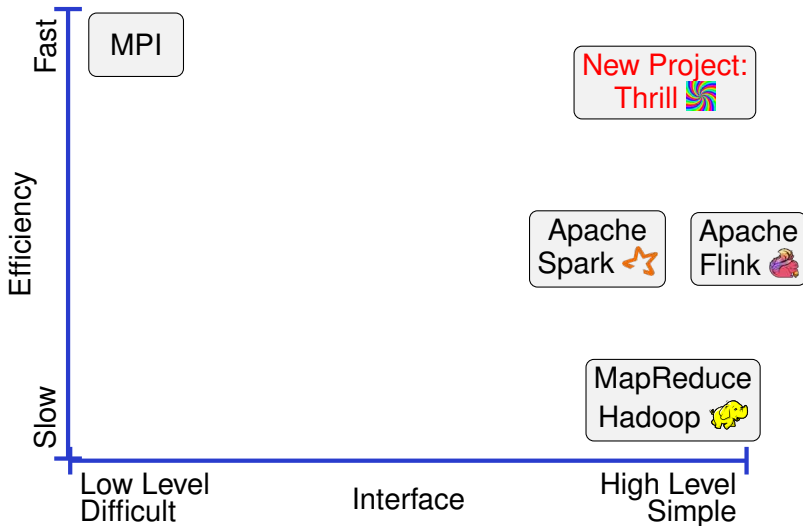 Fast
MPI
New Project:
Thrill
Efficiency
Apache
Spark
Apache
Flink
MapReduce
Hadoop
Slow
Low Level
Difficult
Interface
High Level
Simple